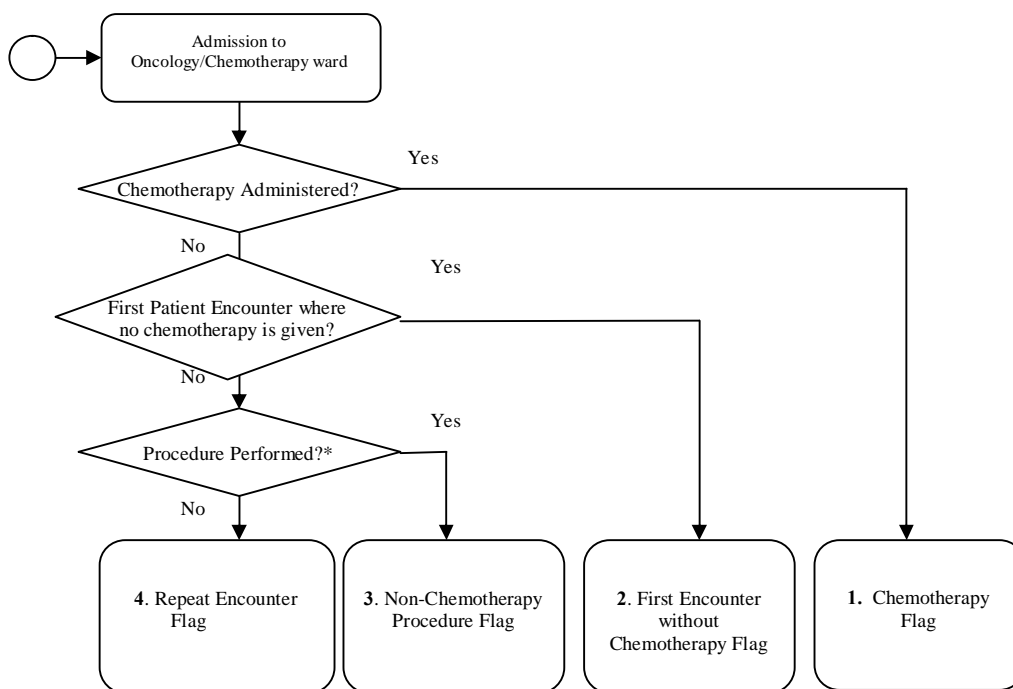 Admission to
Oncology/Chemotherapy ward
Yes
Chemotherapy Administered?
No
Yes
First Patient Encounter where
no chemotherapy is given?
No
Yes
Procedure Performed?*
No
4. Repeat Encounter
Flag
3. Non-Chemotherapy
Procedure Flag
2. First Encounter
without
Chemotherapy Flag
1. Chemotherapy
Flag